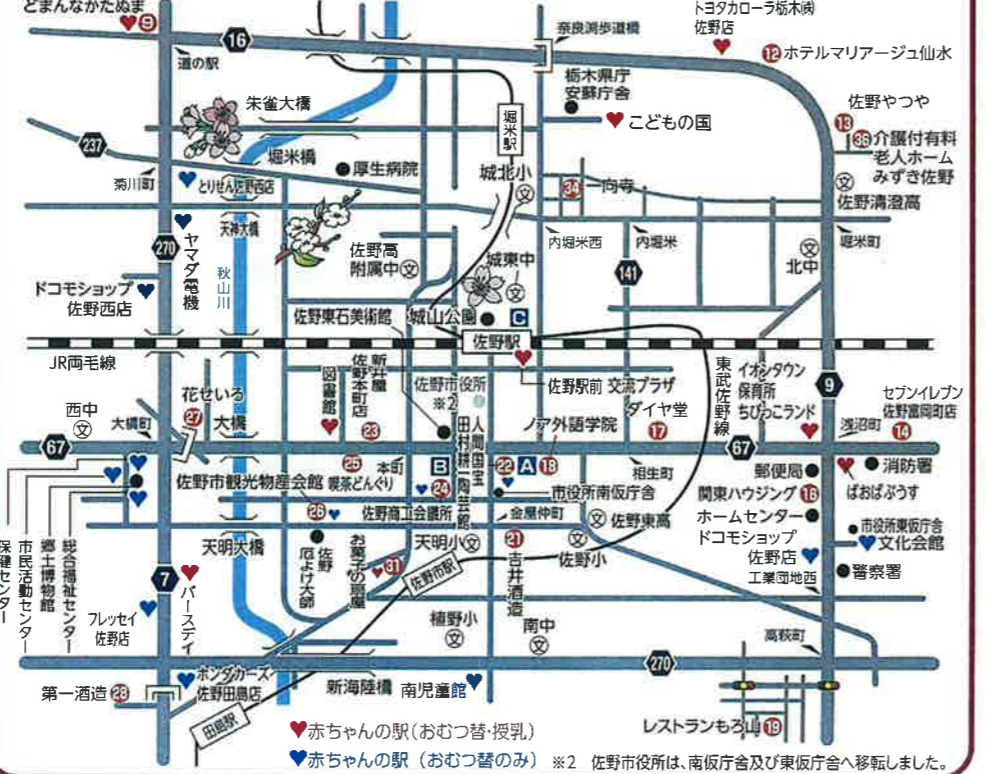 どまんなかたぬま
9
16
道の駅
奈良渕歩道橋
トヨタカローラ栃木㈱
佐野店
12 ホテルマリアージュ仙水
栃木県庁
安蘇庁舎
こどもの国
朱雀大橋
堀米駅
佐野やつや
13
36 介護付有料
老人ホーム
みずき佐野
237
堀米橋
厚生病院
城北小
文
34 一向寺
文
佐野清澄高
菊川町
とりせん佐野西店
天神大橋
270
ヤマダ電機
秋山川
佐野高
附属中 文
城東中
文
内堀米西
内堀米
141
文
北中
堀米町
ドコモショップ
佐野西店
佐野東石美術館
城山公園
C
佐野駅
JR両毛線
東武佐野線
イオンタウン
保育所
ちびっこランド
9
図書館
新井屋
佐野本町店
23
佐野市役所
※2
佐野駅前 交流プラザ
ダイヤ堂
17
セブンイレブン
佐野富岡町店
14
西中
文
花せいろ
27
大橋町
大橋
67
ノア外語学院
67
浅沼町
25
本町
B
人間国宝
田村耕一陶芸館
22 A 18
相生町
郵便局
消防署
ぱおぱぶうす
佐野市観光物産会館
喫茶どんぐり
24
市役所南仮庁舎
関東ハウジング 16
26
佐野商工会議所
金屋仲町
文 佐野東高
ホームセンター
ドコモショップ
佐野店
市役所東仮庁舎
文化会館
天明大橋
佐野
厄よけ大師
お菓子の扇屋
31
天明小 文
佐野市駅
21
吉井酒造
文
佐野小
工業団地西
警察署
保健センター
市民活動センター
郷土博物館
総合福祉センター
7
バースデイ
フレッセイ
佐野店
植野小
文
南中
文
高萩町
270
第一酒造 28
ホンダカーズ
佐野田島店
新海陸橋
南児童館
田島駅
レストランもろ山 19
赤ちゃんの駅(おむつ替・授乳)
赤ちゃんの駅 (おむつ替のみ) ※2 佐野市役所は、南仮庁舎及び東仮庁舎へ移転しました。